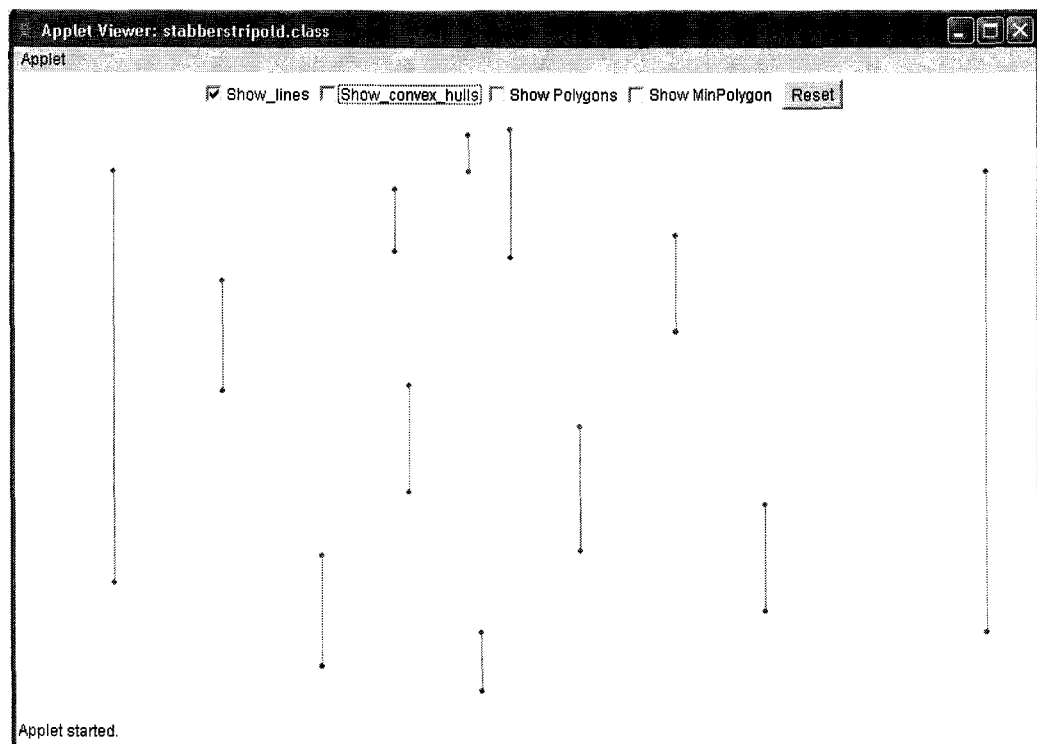 Applet Viewer: stabberstripold.class
Applet
Show_lines Show_convex_hulls Show Polygons Show MinPolygon Reset
Applet started.